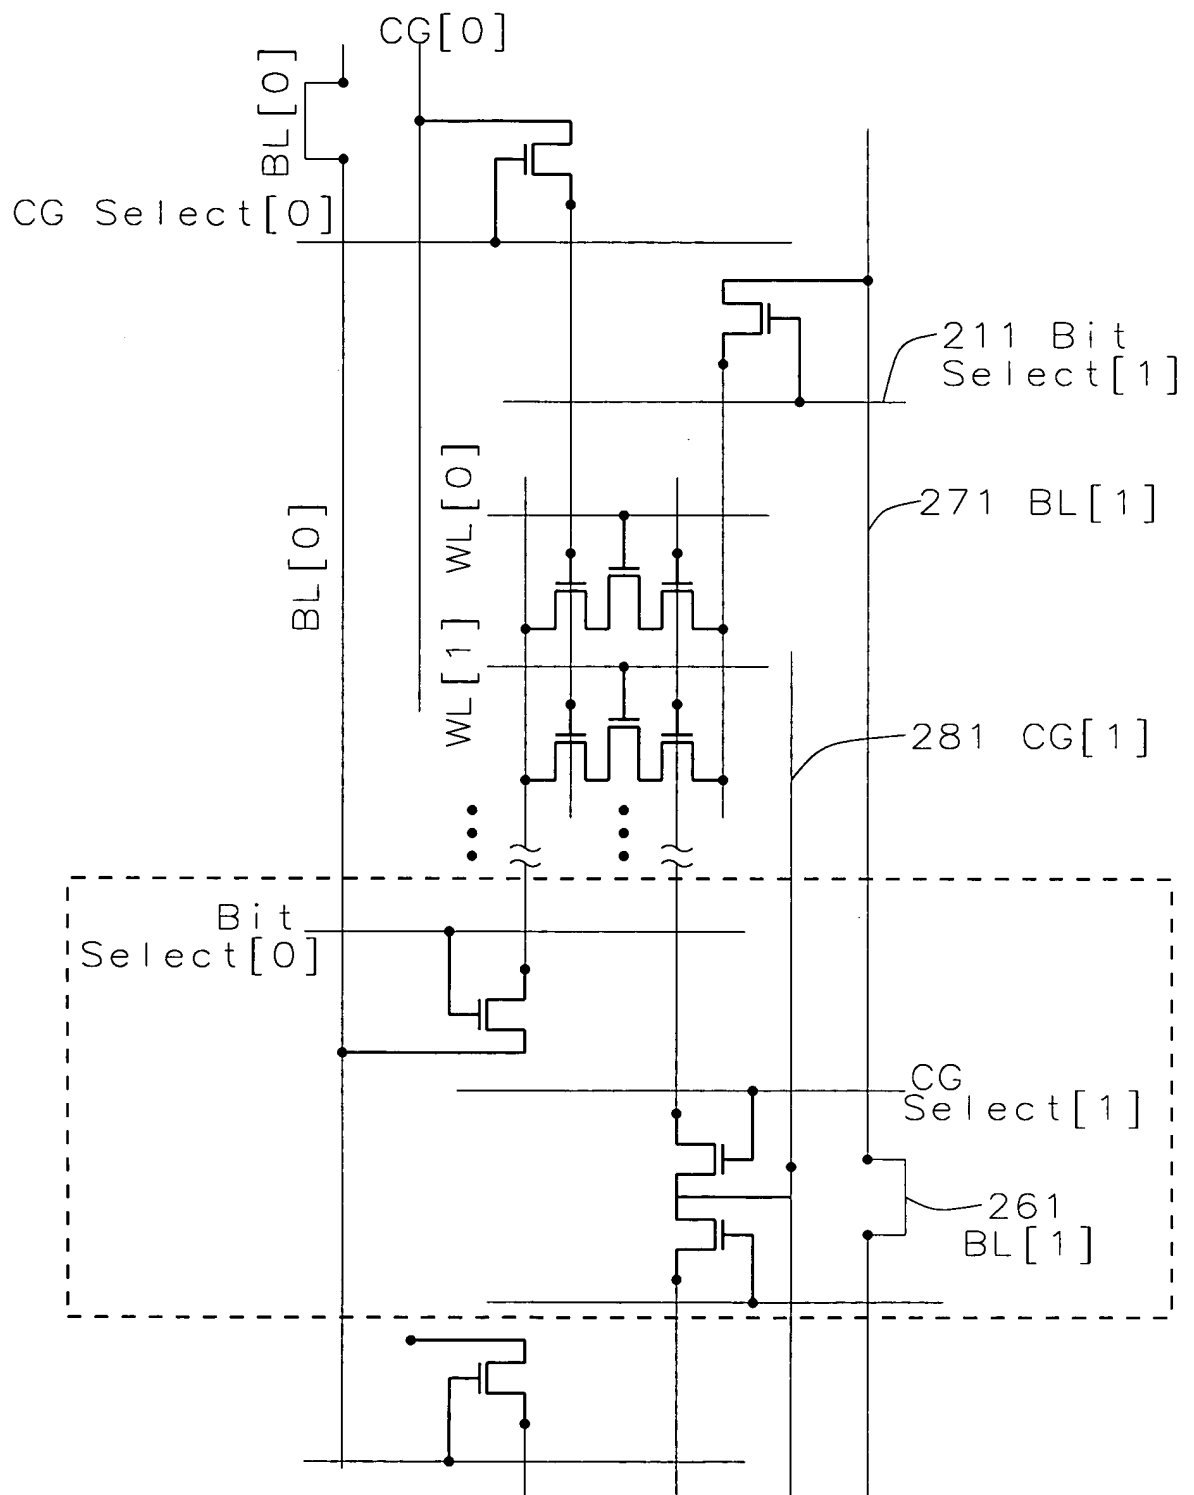 CG[0]
BL[0]
CG Select[0]
211 Bit
Select[1]
WL[0]
271 BL[1]
BL[0]
WL[1]
281 CG[1]
Bit
Select[0]
CG
Select[1]
261
BL[1]